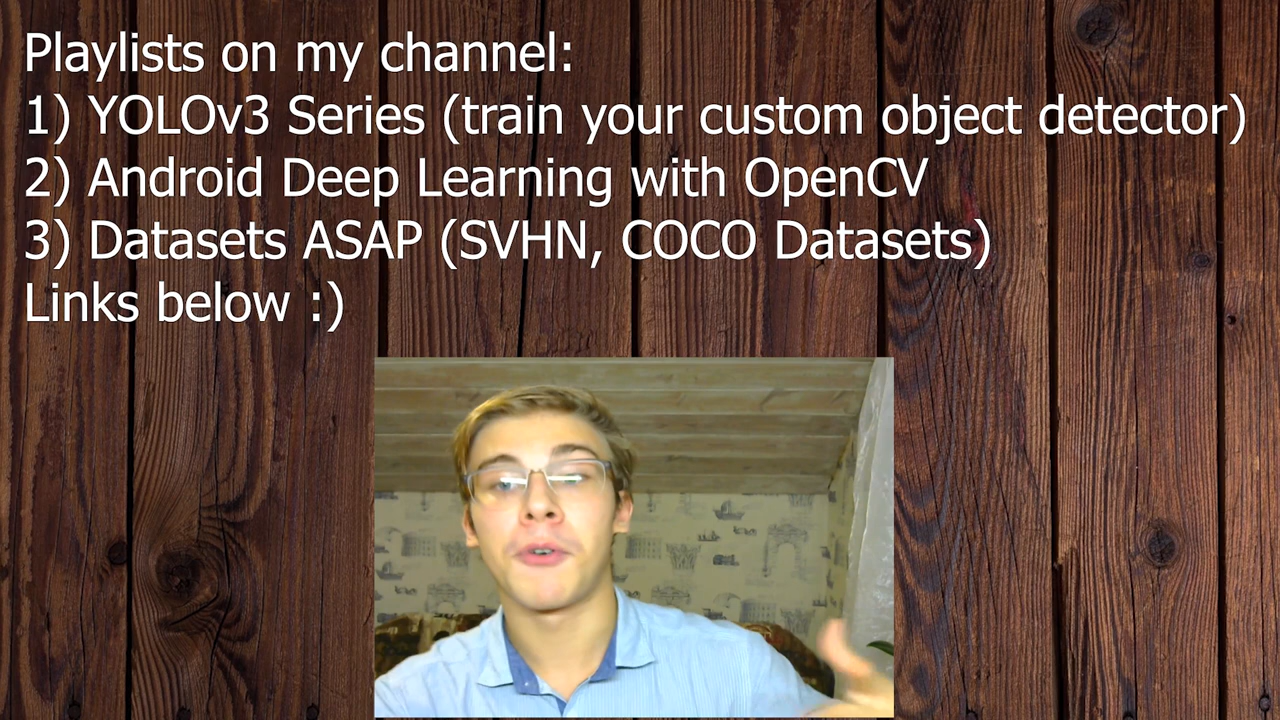 Playlists on my channel:
1) YOLOv3 Series (train your custom object detector)
2) Android Deep Learning with OpenCV
3) Datasets ASAP (SVHN, COCO Datasets)
Links below :)